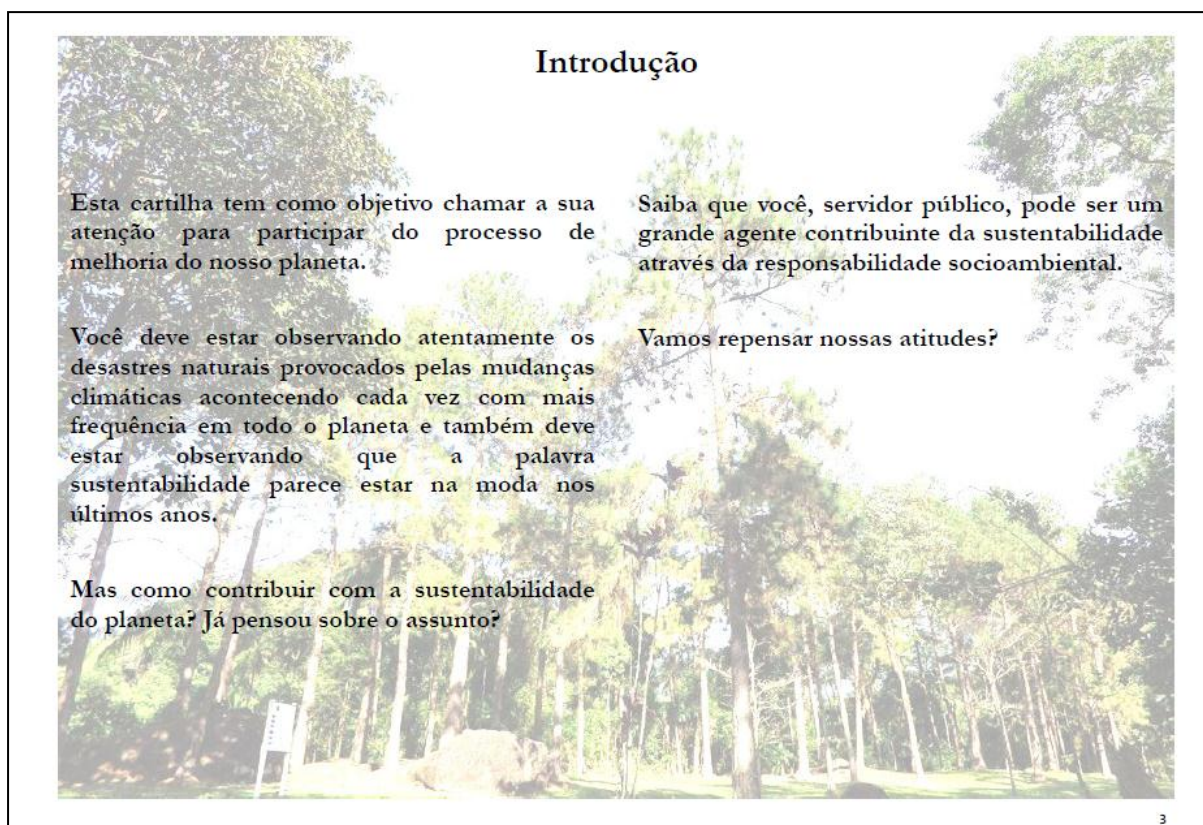 Introdução
Esta cartilha tem como objetivo chamar a sua
atenção para participar do processo de
melhoria do nosso planeta.
Você deve estar observando atentamente os
desastres naturais provocados pelas mudanças
climáticas acontecendo cada vez com mais
frequência em todo o planeta e também deve
estar observando que a palavra
sustentabilidade parece estar na moda nos
últimos anos.
Mas como contribuir com a sustentabilidade
do planeta? Já pensou sobre o assunto?
Saiba que você, servidor público, pode ser um
grande agente contribuinte da sustentabilidade
através da responsabilidade socioambiental.
Vamos repensar nossas atitudes?
3